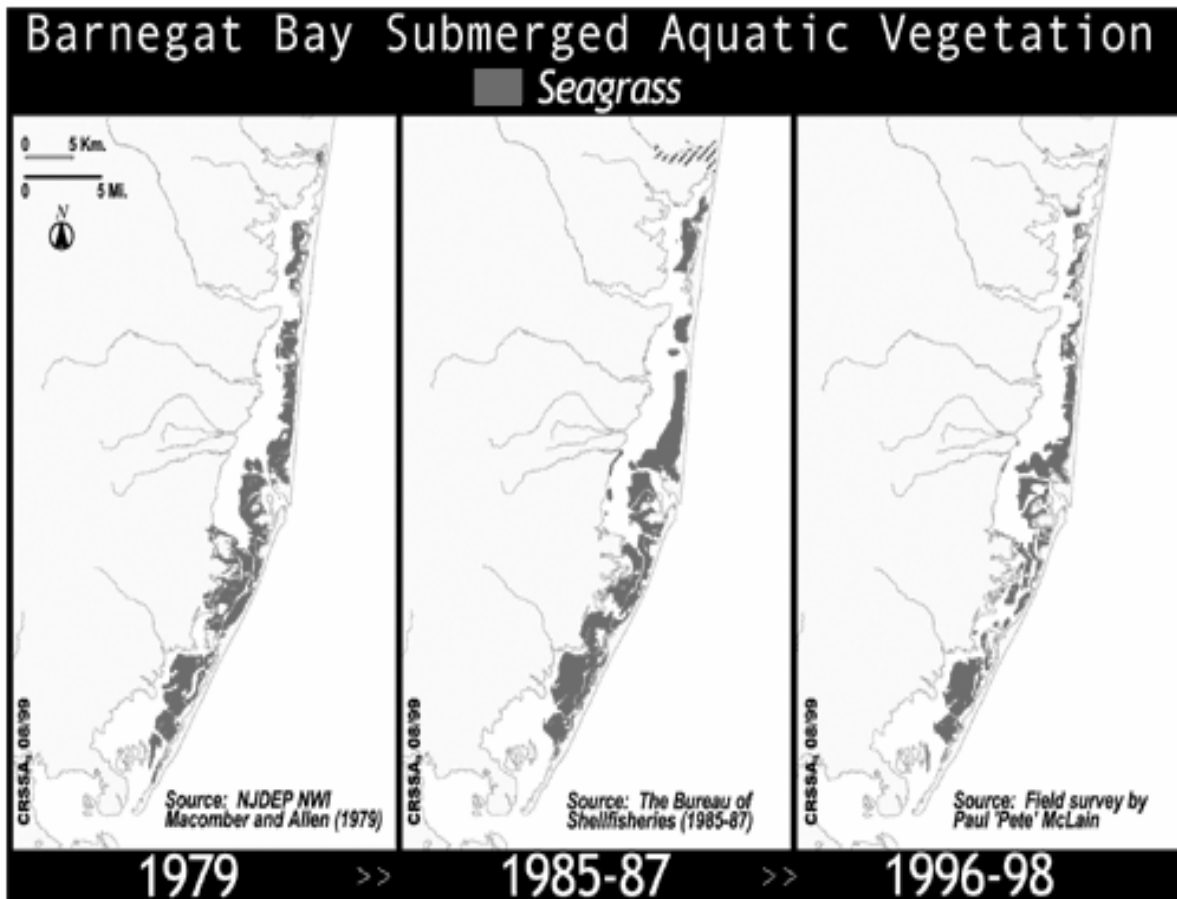 Barnegat Bay Submerged Aquatic Vegetation
Seagrass
0 5 Km.
0 5 Mi.
N
CRSSA, 08/99
Source: NJDEP NWI
Macomber and Allen (1979)
CRSSA, 08/99
Source: The Bureau of
Shellfisheries (1985-87)
CRSSA, 08/99
Source: Field survey by
Paul 'Pete' McLain
1979 >> 1985-87 >> 1996-98